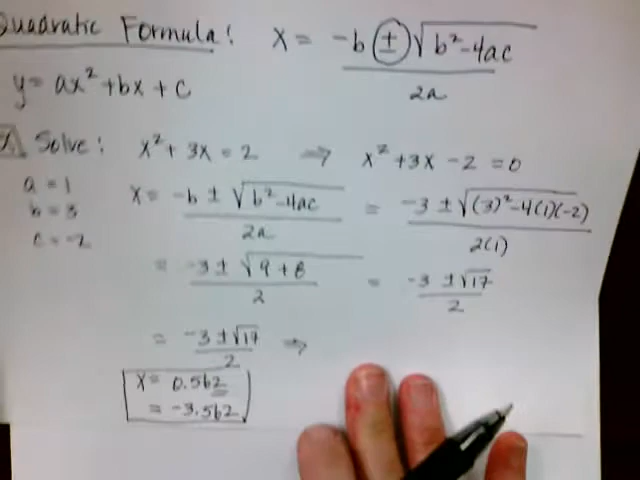 Quadratic Formula: x = -b ± √b² - 4ac / 2a
y = ax² + bx + c
Solve: x² + 3x = 2 ⇒ x² + 3x - 2 = 0
a = 1
b = 3
c = -2
x = -b ± √b² - 4ac / 2a = -3 ± √(3)² - 4(1)(-2) / 2(1)
= -3 ± √9 + 8 / 2 = -3 ± √17 / 2
= -3 ± √17 / 2 ⇒
x = 0.562
= -3.562